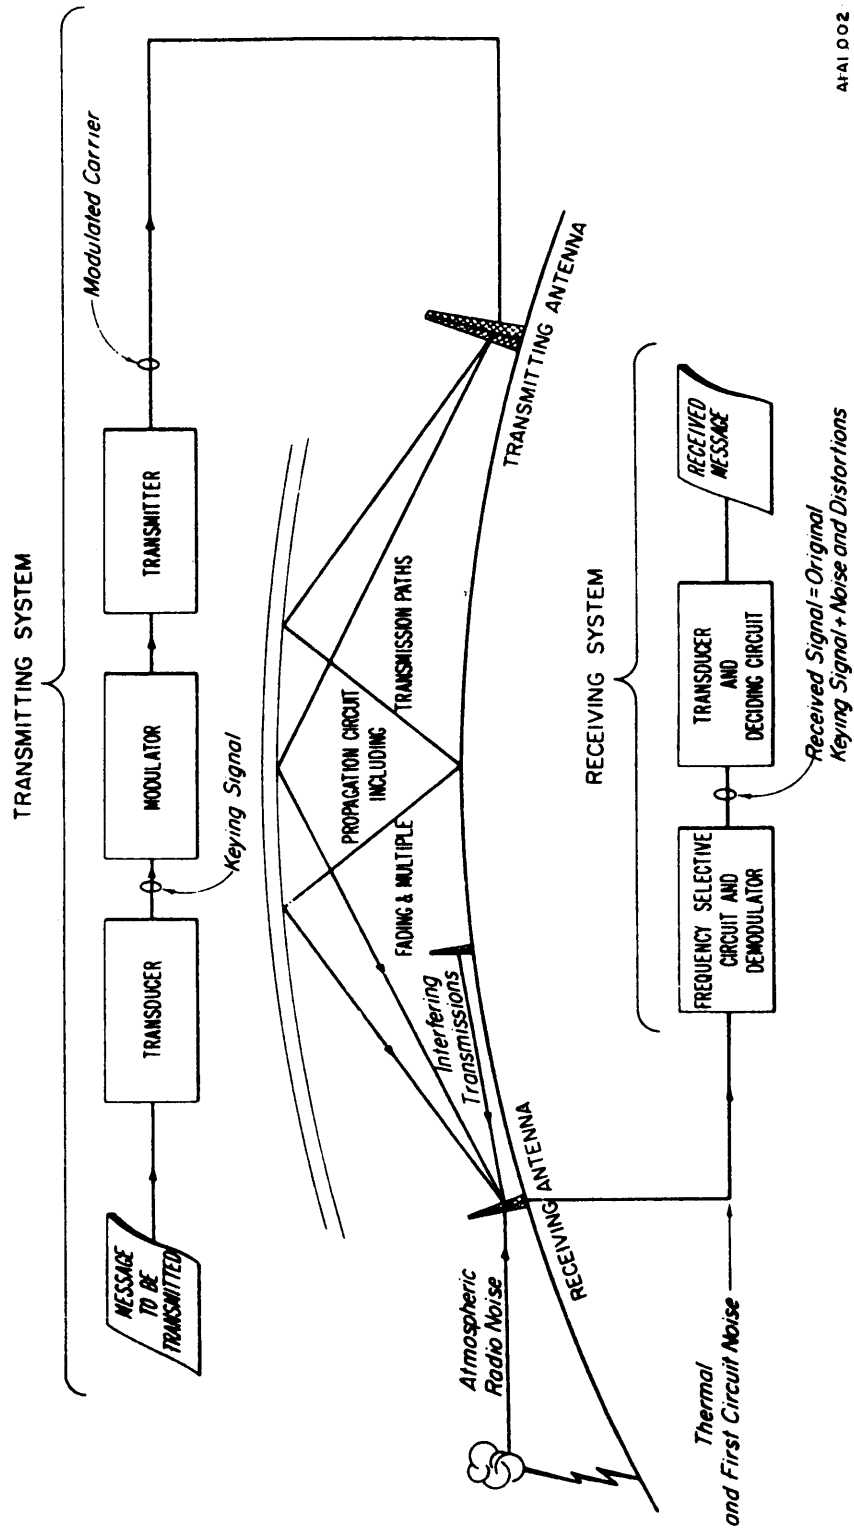 TRANSMITTING SYSTEM
MESSAGE
TO BE
TRANSMITTED
TRANSDUCER
Keying Signal
MODULATOR
TRANSMITTER
Modulated Carrier
PROPAGATION CIRCUIT
INCLUDING
FADING & MULTIPLE
TRANSMISSION PATHS
Interfering
Transmissions
Atmospheric
Radio Noise
RECEIVING ANTENNA
TRANSMITTING ANTENNA
RECEIVING SYSTEM
FREQUENCY SELECTIVE
CIRCUIT AND
DEMODULATOR
TRANSDUCER
AND
DECIDING CIRCUIT
RECEIVED
MESSAGE
Thermal
and First Circuit Noise
Received Signal = Original
Keying Signal + Noise and Distortions